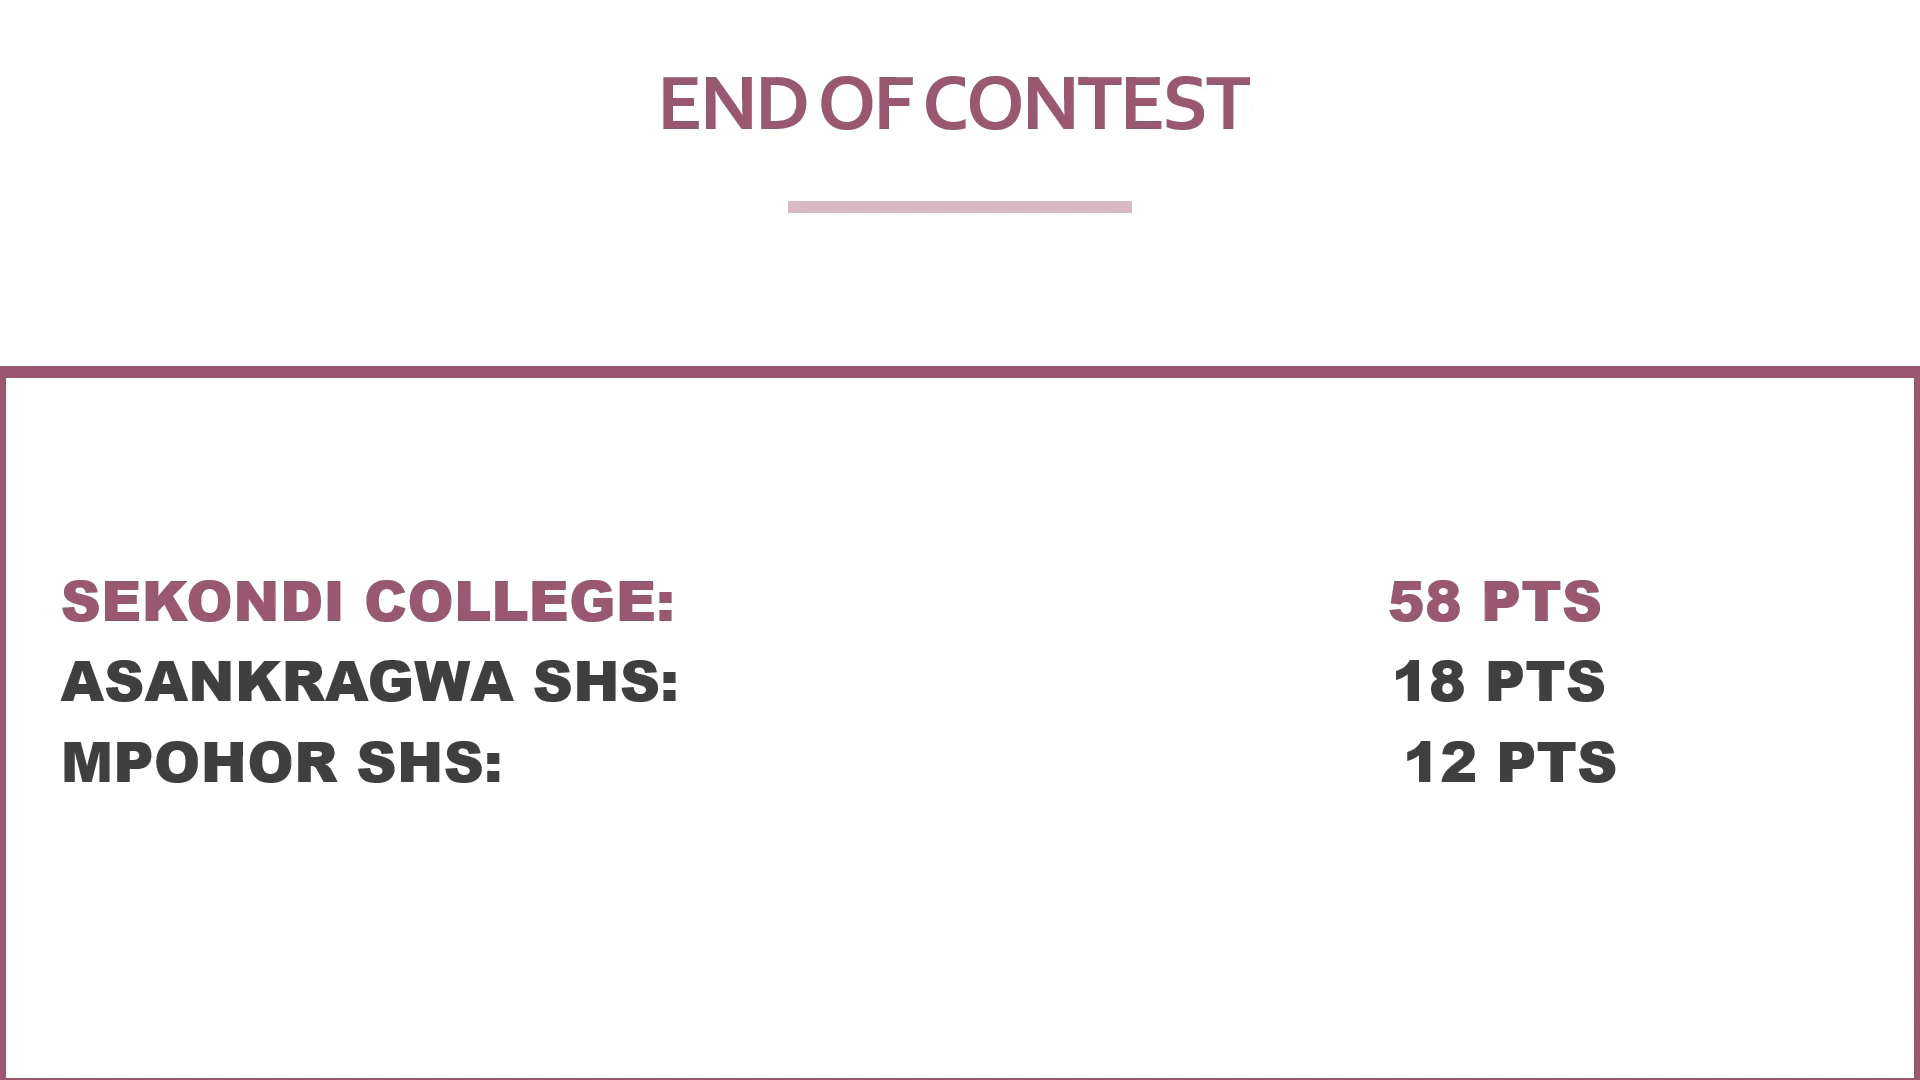 END OF CONTEST
SEKONDI COLLEGE: 58 PTS
ASANKRAGWA SHS: 18 PTS
MPOHOR SHS: 12 PTS